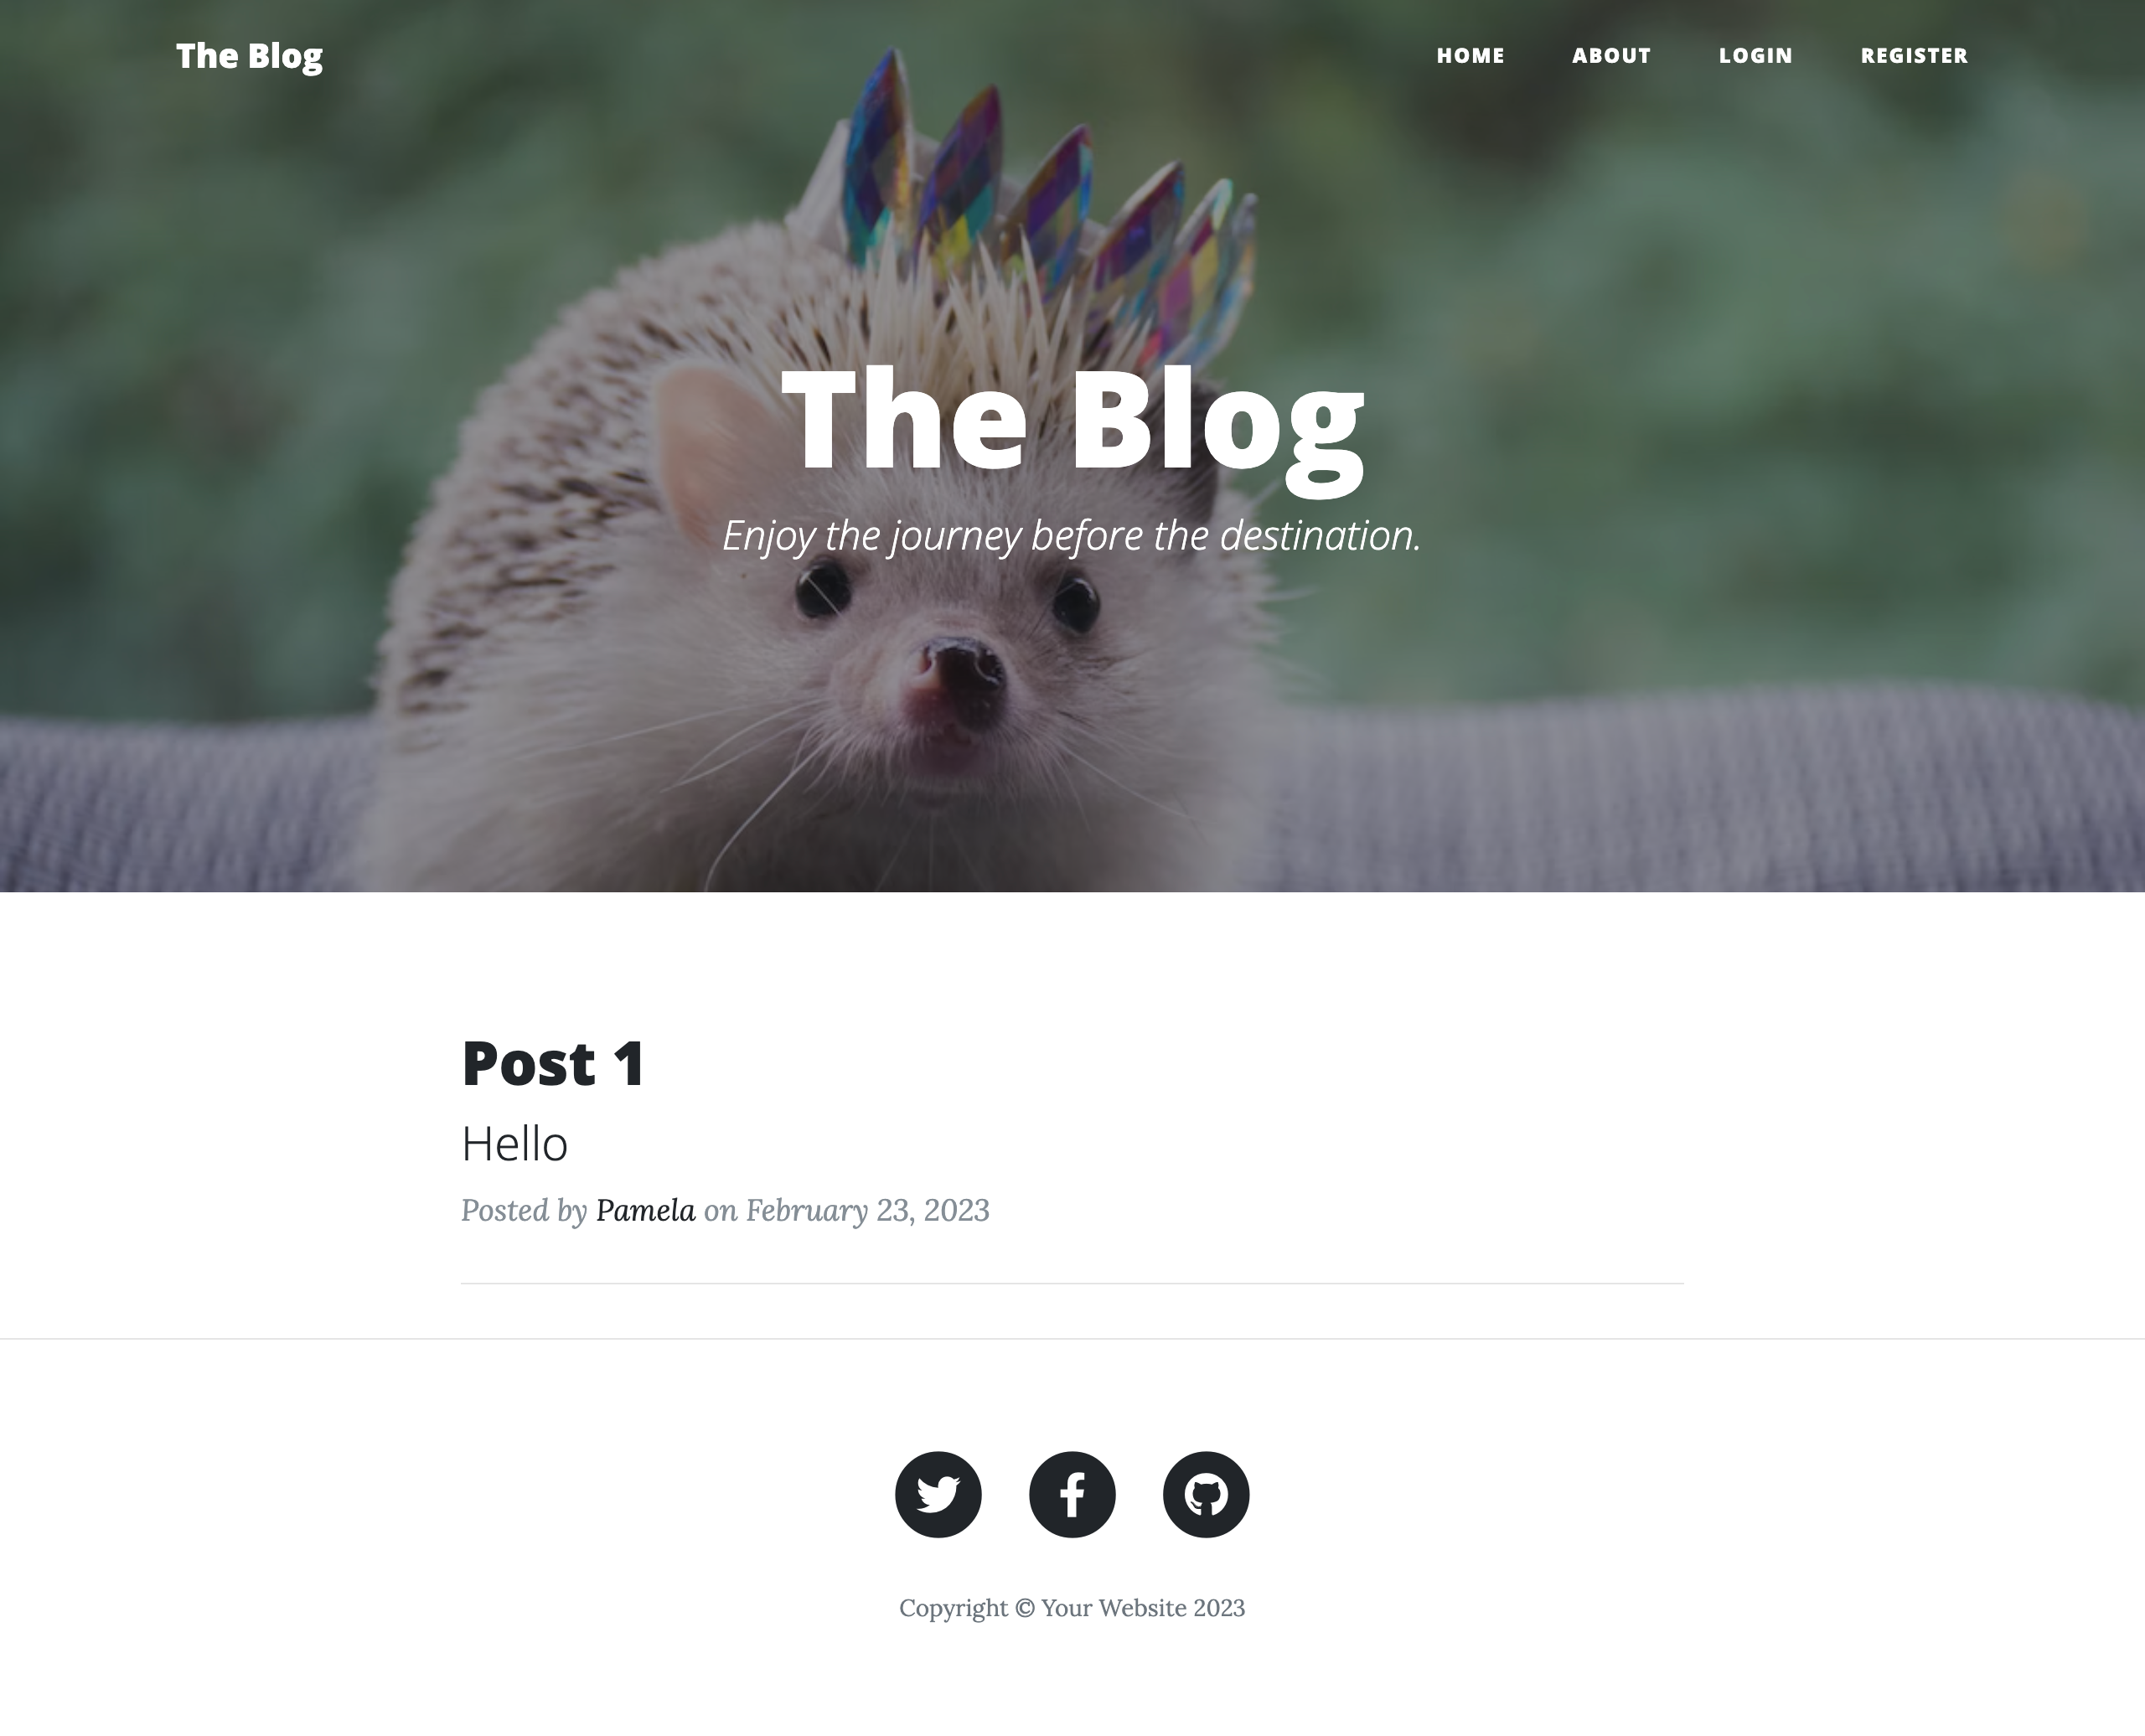 The Blog
HOME ABOUT LOGIN REGISTER
The Blog
Enjoy the journey before the destination.
Post 1
Hello
Posted by Pamela on February 23, 2023
Copyright © Your Website 2023